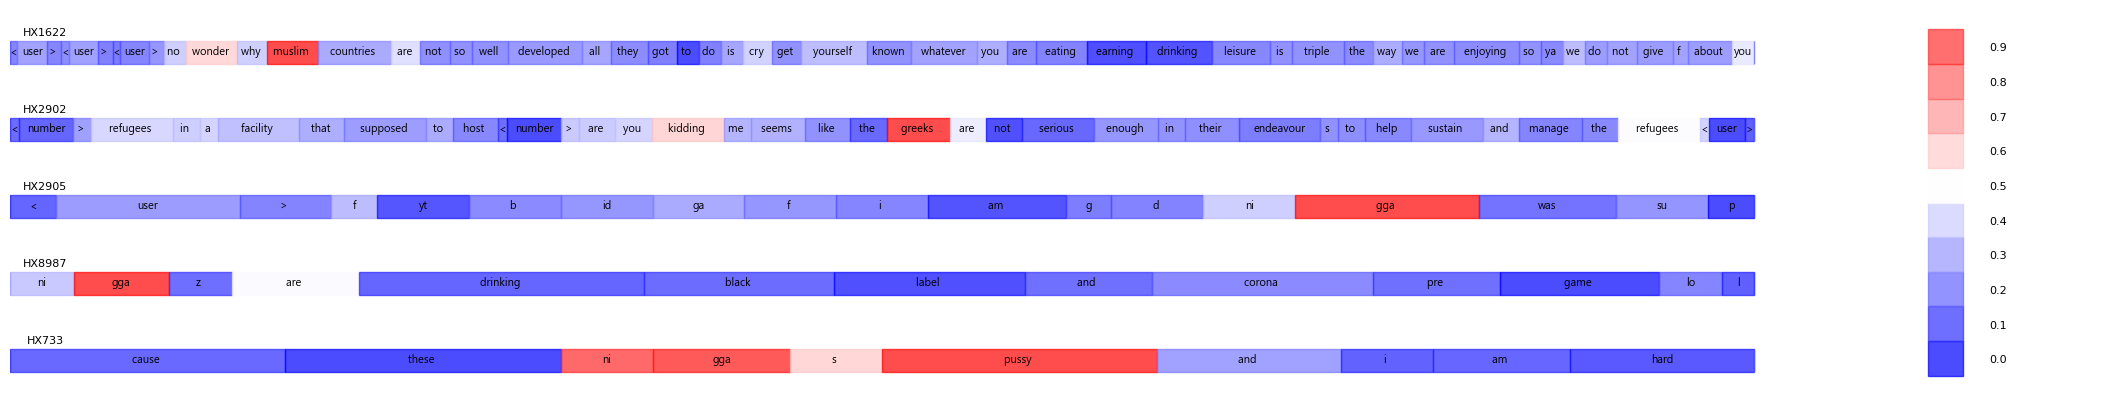 HX1622
< user > < user > < user > no wonder why muslim countries are not so well developed all they got to do is cry get yourself known whatever you are eating earning drinking leisure is triple the way we are enjoying so ya we do not give f about you
HX2902
< number > refugees in a facility that supposed to host < number > are you kidding me seems like the greeks are not serious enough in their endeavour s to help sustain and manage the refugees < user >
HX2905
< user > f yt b id ga f i am g d ni gga was su p
HX8987
ni gga z are drinking black label and corona pre game lo l
HX733
cause these ni gga s pussy and i am hard
0.9
0.8
0.7
0.6
0.5
0.4
0.3
0.2
0.1
0.0